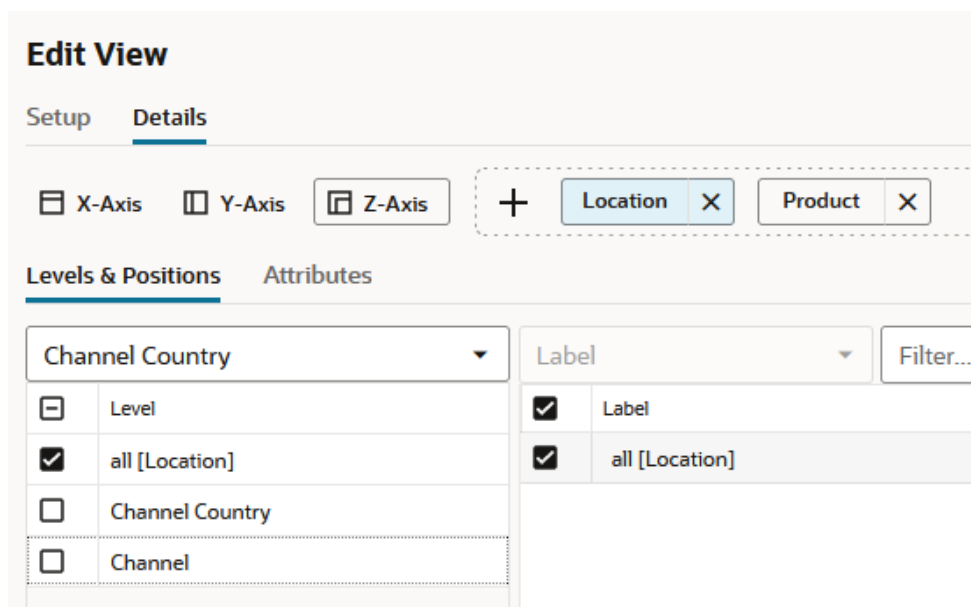 Edit View
Setup Details
X-Axis Y-Axis Z-Axis Location Product
Levels & Positions Attributes
Channel Country Label Filter...
Level Label
all [Location] all [Location]
Channel Country
Channel